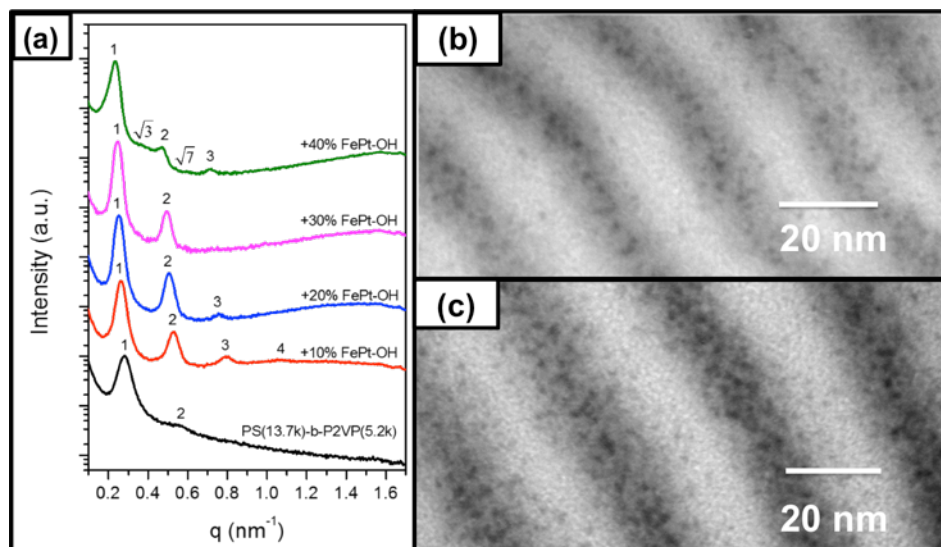 (a)
1
√3
2
√7
3
+40% FePt-OH
1
2
+30% FePt-OH
1
2
3
+20% FePt-OH
1
2
3
4
+10% FePt-OH
1
2
PS(13.7k)-b-P2VP(5.2k)
Intensity (a.u.)
0.2 0.4 0.6 0.8 1.0 1.2 1.4 1.6
q (nm⁻¹)
(b)
20 nm
(c)
20 nm